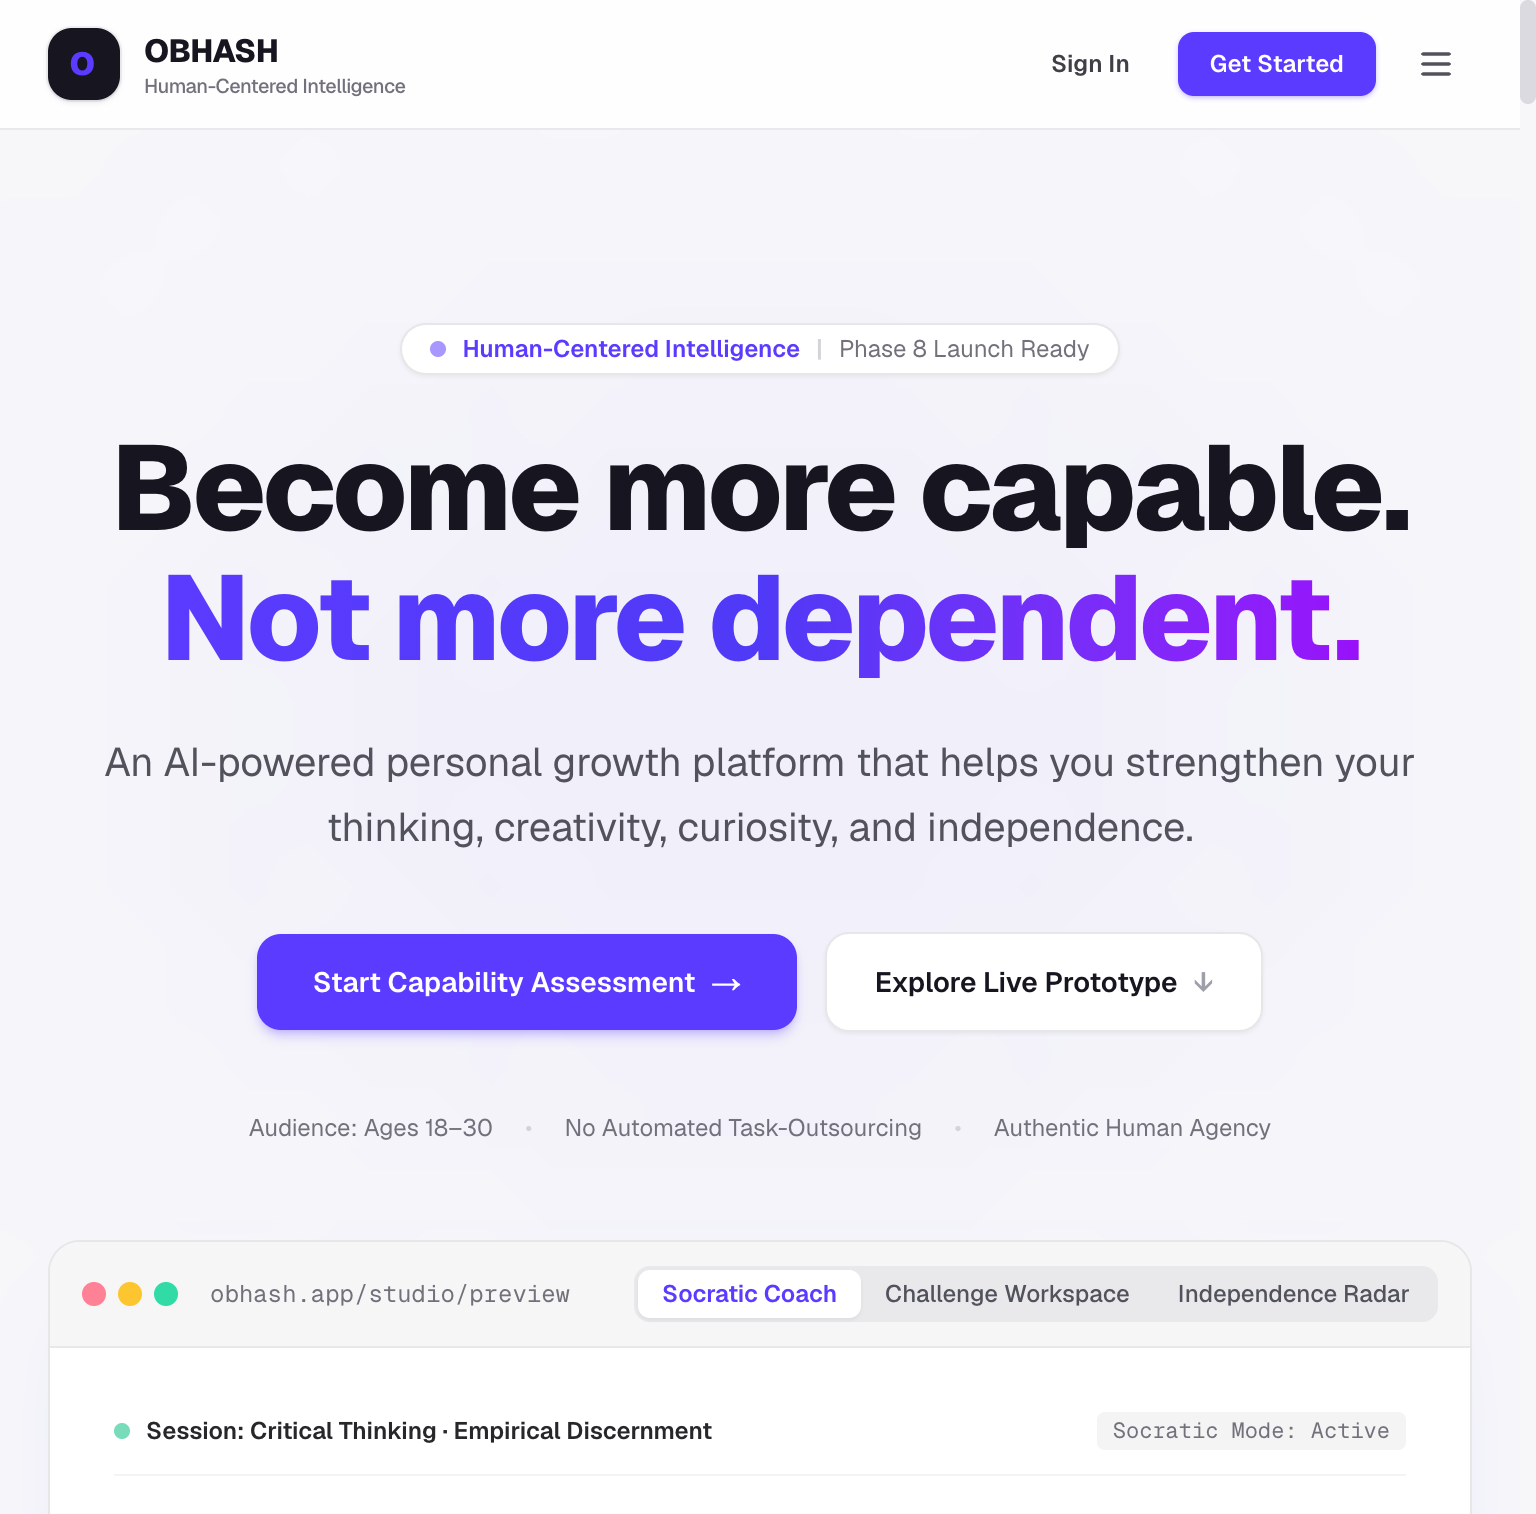 O
OBHASH
Human-Centered Intelligence
Sign In
Get Started
Human-Centered Intelligence | Phase 8 Launch Ready
Become more capable.
Not more dependent.
An AI-powered personal growth platform that helps you strengthen your
thinking, creativity, curiosity, and independence.
Start Capability Assessment →
Explore Live Prototype ↓
Audience: Ages 18–30 • No Automated Task-Outsourcing • Authentic Human Agency
obhash.app/studio/preview
Socratic Coach
Challenge Workspace
Independence Radar
Session: Critical Thinking · Empirical Discernment
Socratic Mode: Active